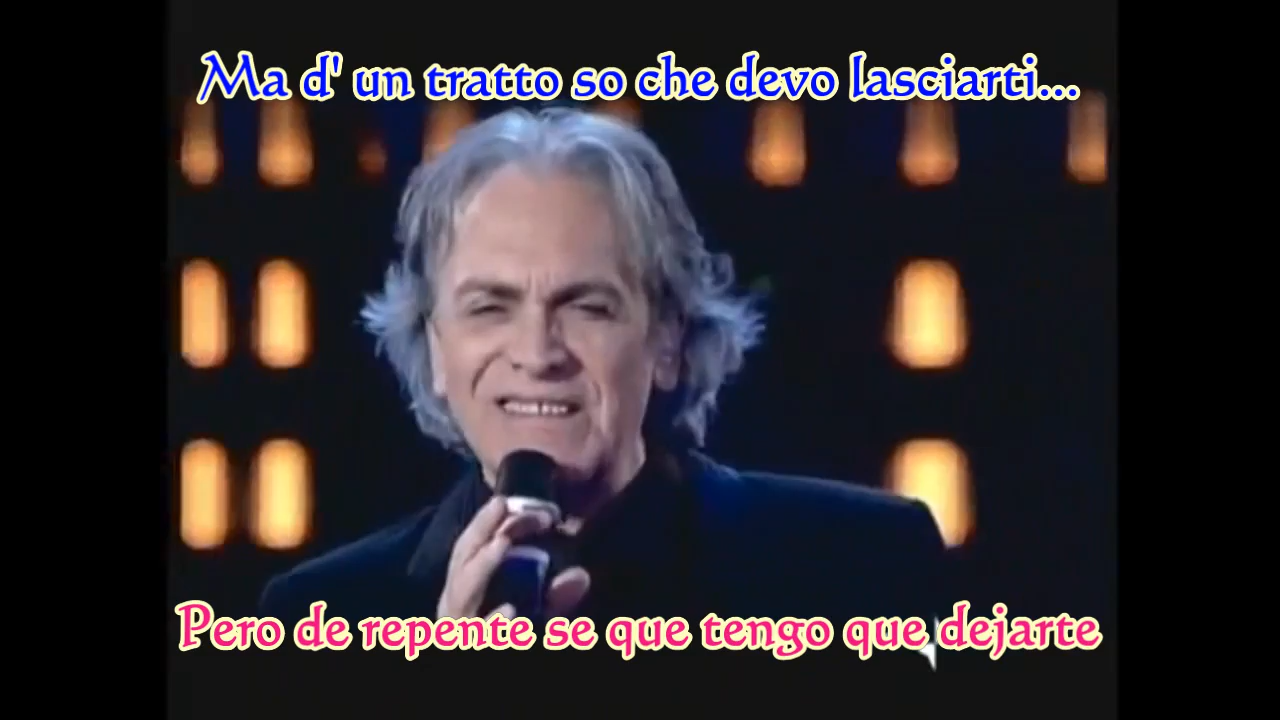 Ma d' un tratto so che devo lasciarti...
Pero de repente se que tengo que dejarte